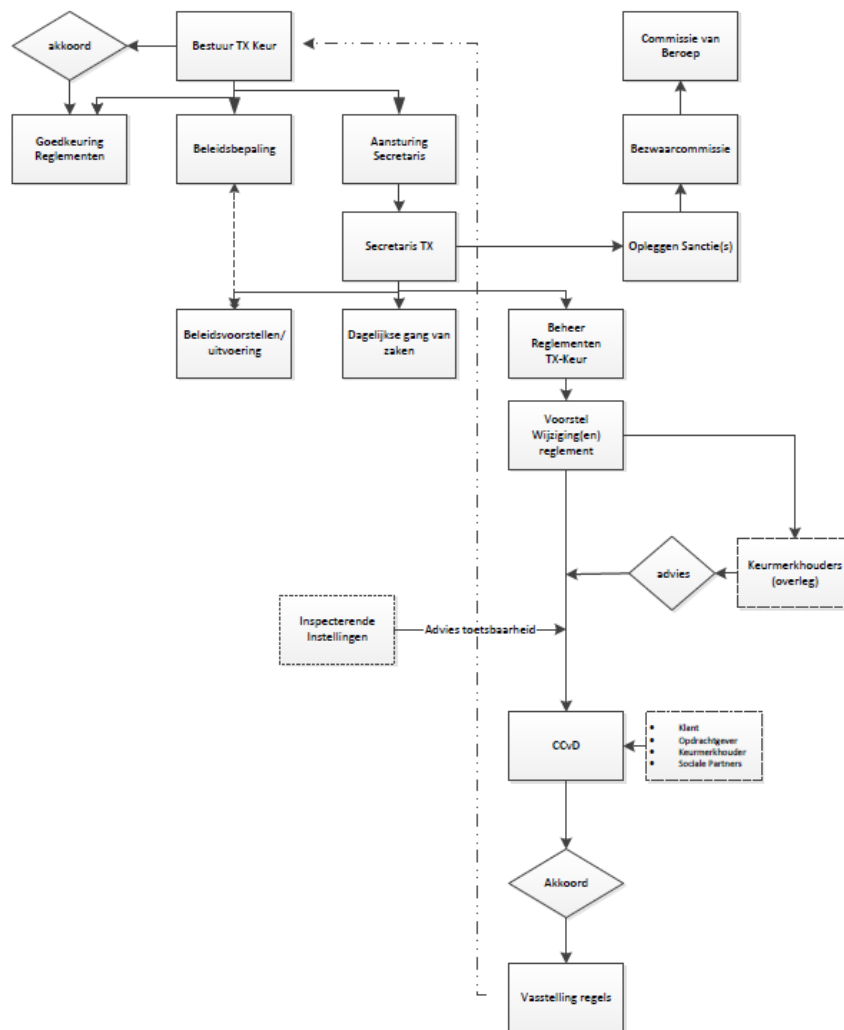 akkoord
Bestuur TX Keur
Commissie van
Beroep
Goedkeuring
Reglementen
Beleidsbepaling
Aansturing
Secretaris
Bezwaarcommissie
Secretaris TX
Opleggen Sanctie(s)
Beleidsvoorstellen/
uitvoering
Dagelijkse gang van
zaken
Beheer
Reglementen
TX-Keur
Voorstel
Wijziging(en)
reglement
advies
Keurmerkhouders
(overleg)
Inspecterende
Instellingen
Advies toetsbaarheid
CCvD
• Klant
• Opdrachtgever
• Keurmerkhouder
• Sociale Partners
Akkoord
Vasstelling regels